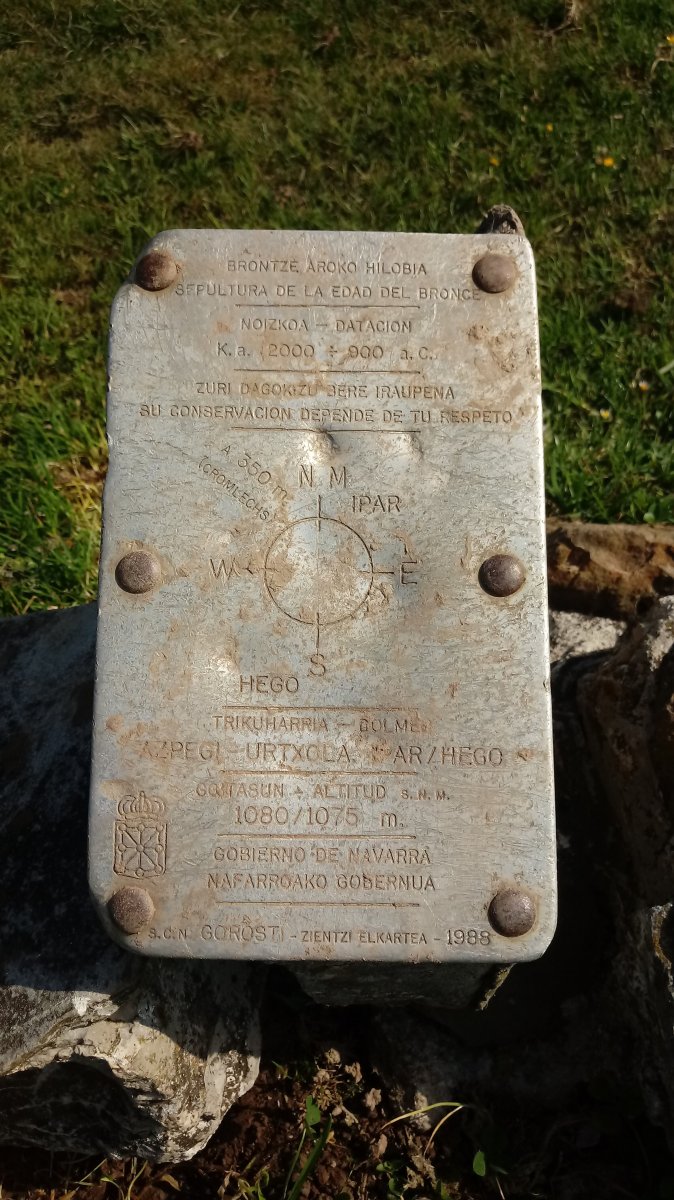 BRONTZE AROKO HILOBIA
SEPULTURA DE LA EDAD DEL BRONCE
NOIZKOA - DATACION
K.a. (2000 ÷ 900 a.C.
ZURI DAGOKIZU BERE IRAUPENA
SU CONSERVACION DEPENDE DE TU RESPETO
A 350 m
(CROMLECHS)
N M
IPAR
W E
S
HEGO
TRIKUHARRIA - DOLMEN
AZPEGI - URTXOLA IPAR/HEGO
GOITASUN - ALTITUD S.N.M.
1080/1075 m.
GOBIERNO DE NAVARRA
NAFARROAKO GOBERNUA
S.C.N GOROSTI - ZIENTZI ELKARTEA - 1988